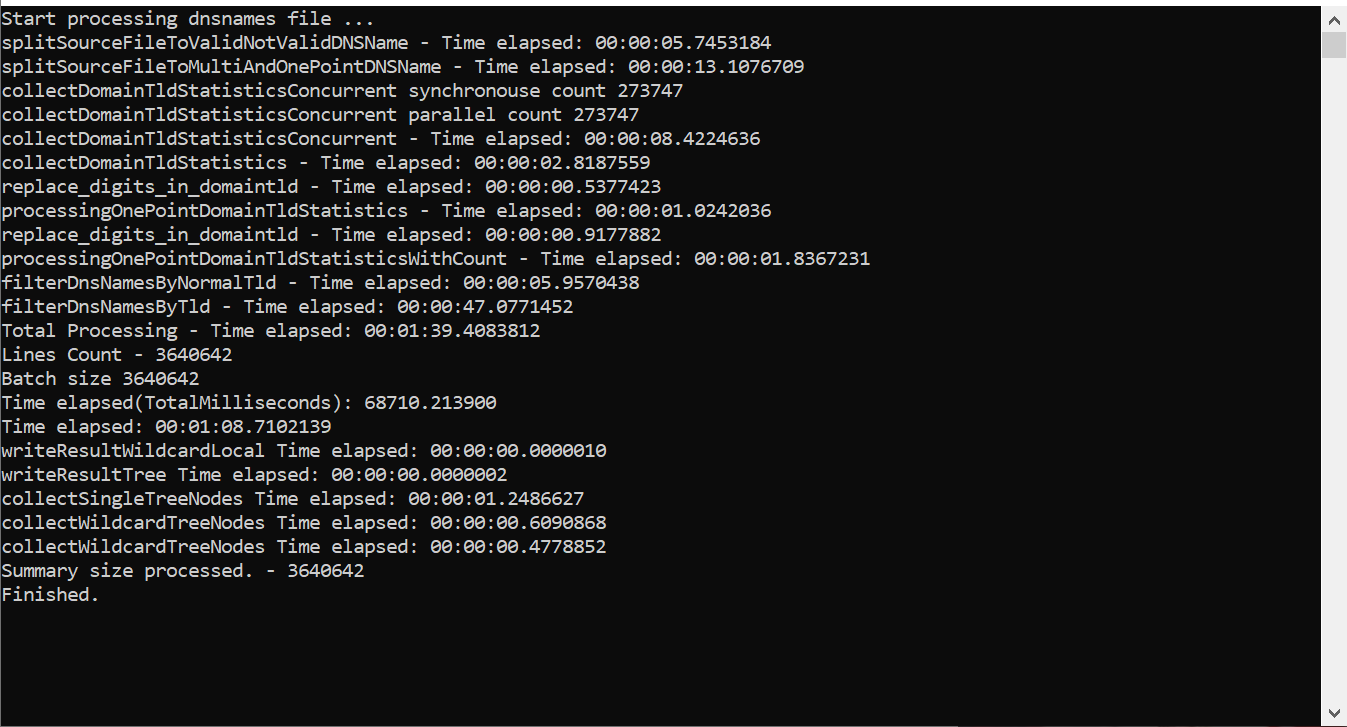 Start processing dnsnames file ...
splitSourceFileToValidNotValidDNSName - Time elapsed: 00:00:05.7453184
splitSourceFileToMultiAndOnePointDNSName - Time elapsed: 00:00:13.1076709
collectDomainTldStatisticsConcurrent synchronouse count 273747
collectDomainTldStatisticsConcurrent parallel count 273747
collectDomainTldStatisticsConcurrent - Time elapsed: 00:00:08.4224636
collectDomainTldStatistics - Time elapsed: 00:00:02.8187559
replace_digits_in_domaintld - Time elapsed: 00:00:00.5377423
processingOnePointDomainTldStatistics - Time elapsed: 00:00:01.0242036
replace_digits_in_domaintld - Time elapsed: 00:00:00.9177882
processingOnePointDomainTldStatisticsWithCount - Time elapsed: 00:00:01.8367231
filterDnsNamesByNormalTld - Time elapsed: 00:00:05.9570438
filterDnsNamesByTld - Time elapsed: 00:00:47.0771452
Total Processing - Time elapsed: 00:01:39.4083812
Lines Count - 3640642
Batch size 3640642
Time elapsed(TotalMilliseconds): 68710.213900
Time elapsed: 00:01:08.7102139
writeResultWildcardLocal Time elapsed: 00:00:00.0000010
writeResultTree Time elapsed: 00:00:00.0000002
collectSingleTreeNodes Time elapsed: 00:00:01.2486627
collectWildcardTreeNodes Time elapsed: 00:00:00.6090868
collectWildcardTreeNodes Time elapsed: 00:00:00.4778852
Summary size processed. - 3640642
Finished.